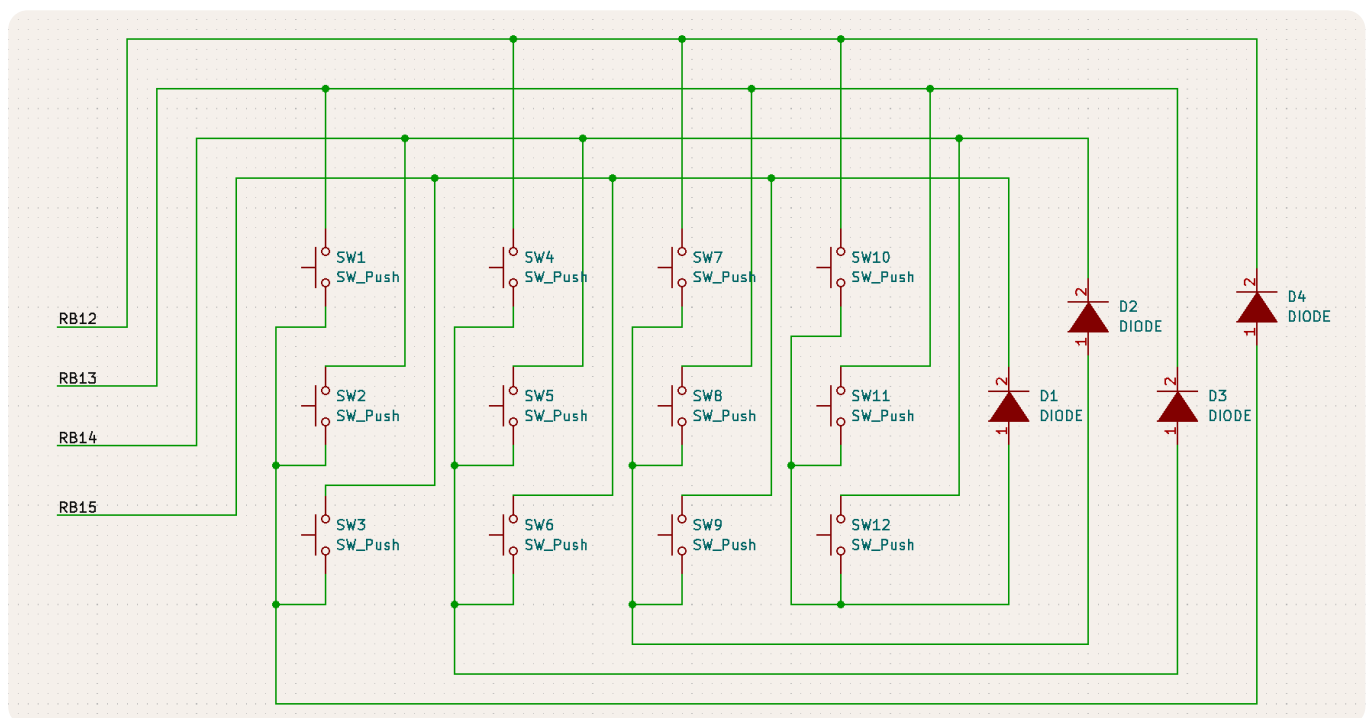 SW1
SW_Push
SW4
SW_Push
SW7
SW_Push
SW10
SW_Push
2
D2
DIODE
1
2
D4
DIODE
1
RB12
RB13
RB14
RB15
SW2
SW_Push
SW5
SW_Push
SW8
SW_Push
SW11
SW_Push
2
D1
DIODE
1
2
D3
DIODE
1
SW3
SW_Push
SW6
SW_Push
SW9
SW_Push
SW12
SW_Push